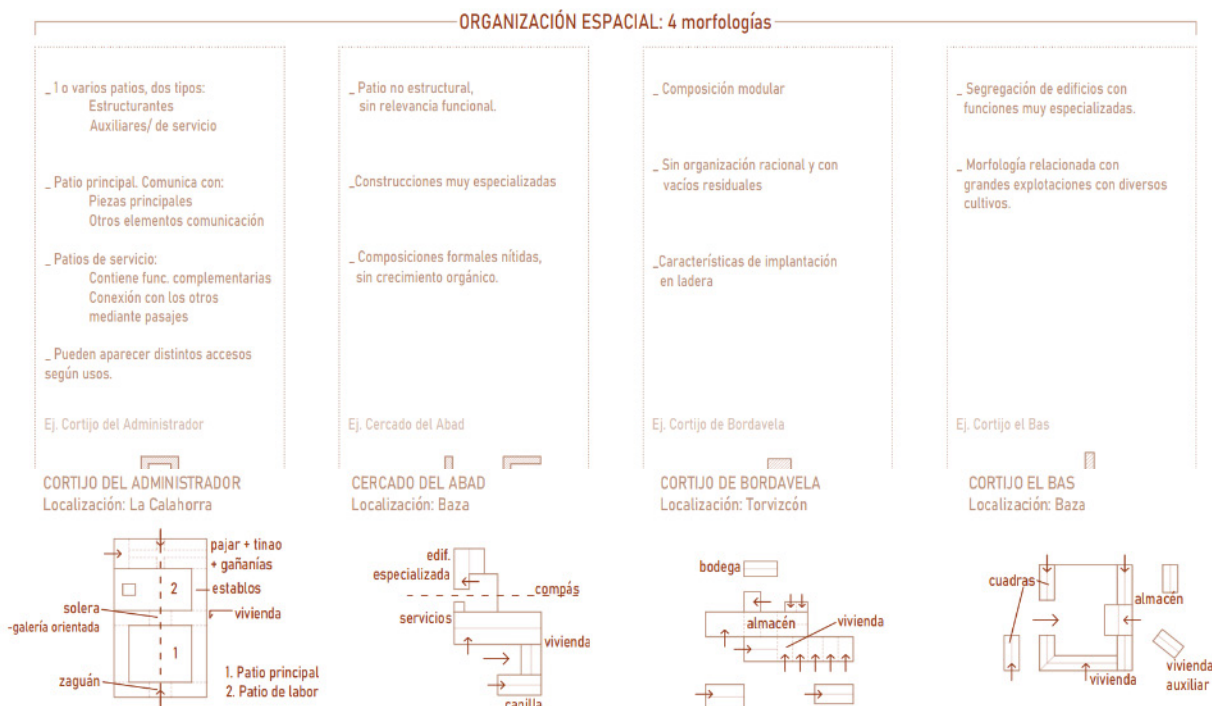 ORGANIZACIÓN ESPACIAL: 4 morfologías
_ 1 o varios patios, dos tipos:
Estructurantes
Auxiliares/ de servicio
_ Patio principal. Comunica con:
Piezas principales
Otros elementos comunicación
_ Patios de servicio:
Contiene func. complementarias
Conexión con los otros
mediante pasajes
_ Pueden aparecer distintos accesos
según usos.
Ej. Cortijo del Administrador
_ Patio no estructural,
sin relevancia funcional.
_Construcciones muy especializadas
_ Composiciones formales nítidas,
sin crecimiento orgánico.
Ej. Cercado del Abad
_ Composición modular
_ Sin organización racional y con
vacíos residuales
_Características de implantación
en ladera
Ej. Cortijo de Bordavela
_ Segregación de edificios con
funciones muy especializadas.
_ Morfología relacionada con
grandes explotaciones con diversos
cultivos.
Ej. Cortijo el Bas
CORTIJO DEL ADMINISTRADOR
Localización: La Calahorra
pajar + tinao
+ gañanías
2
establos
solera
vivienda
-galería orientada
1
zaguán
1. Patio principal
2. Patio de labor
CERCADO DEL ABAD
Localización: Baza
edif.
especializada
compás
servicios
vivienda
capilla
CORTIJO DE BORDAVELA
Localización: Torvizcón
bodega
almacén
vivienda
CORTIJO EL BAS
Localización: Baza
cuadras
almacén
vivienda
vivienda
auxiliar